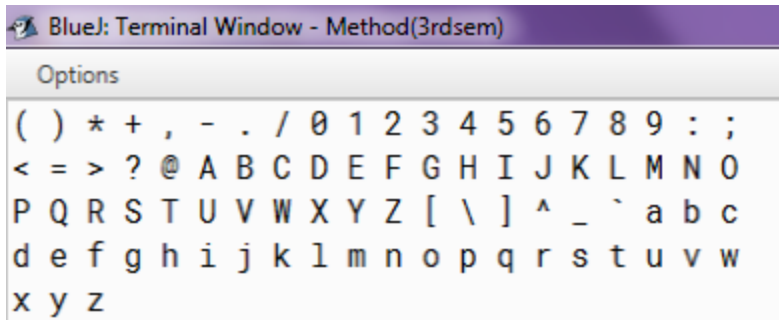 BlueJ: Terminal Window - Method(3rdsem)
Options
( ) * + , - . / 0 1 2 3 4 5 6 7 8 9 : ;
< = > ? @ A B C D E F G H I J K L M N O
P Q R S T U V W X Y Z [ \ ] ^ _ ` a b c
d e f g h i j k l m n o p q r s t u v w
x y z